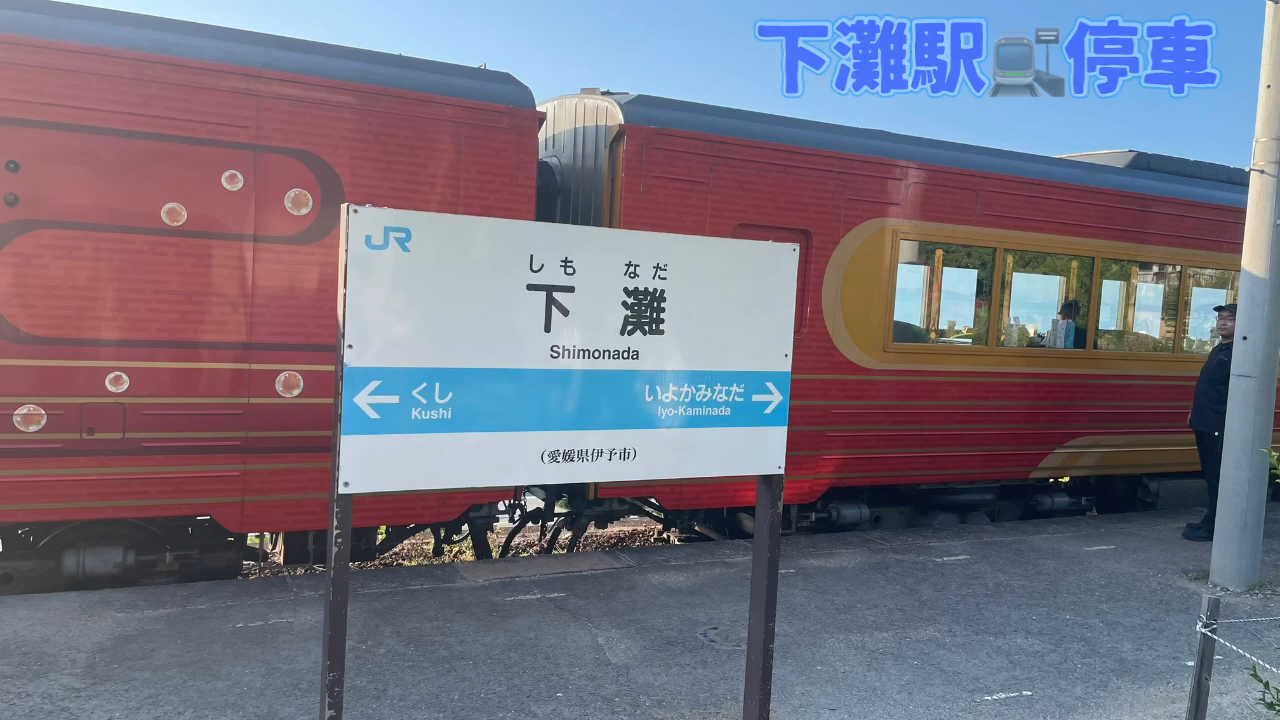 下灘駅🚈停車
JR
しも なだ
下 灘
Shimonada
くし
Kushi
いよかみなだ
Iyo-Kaminada
(愛媛県伊予市)